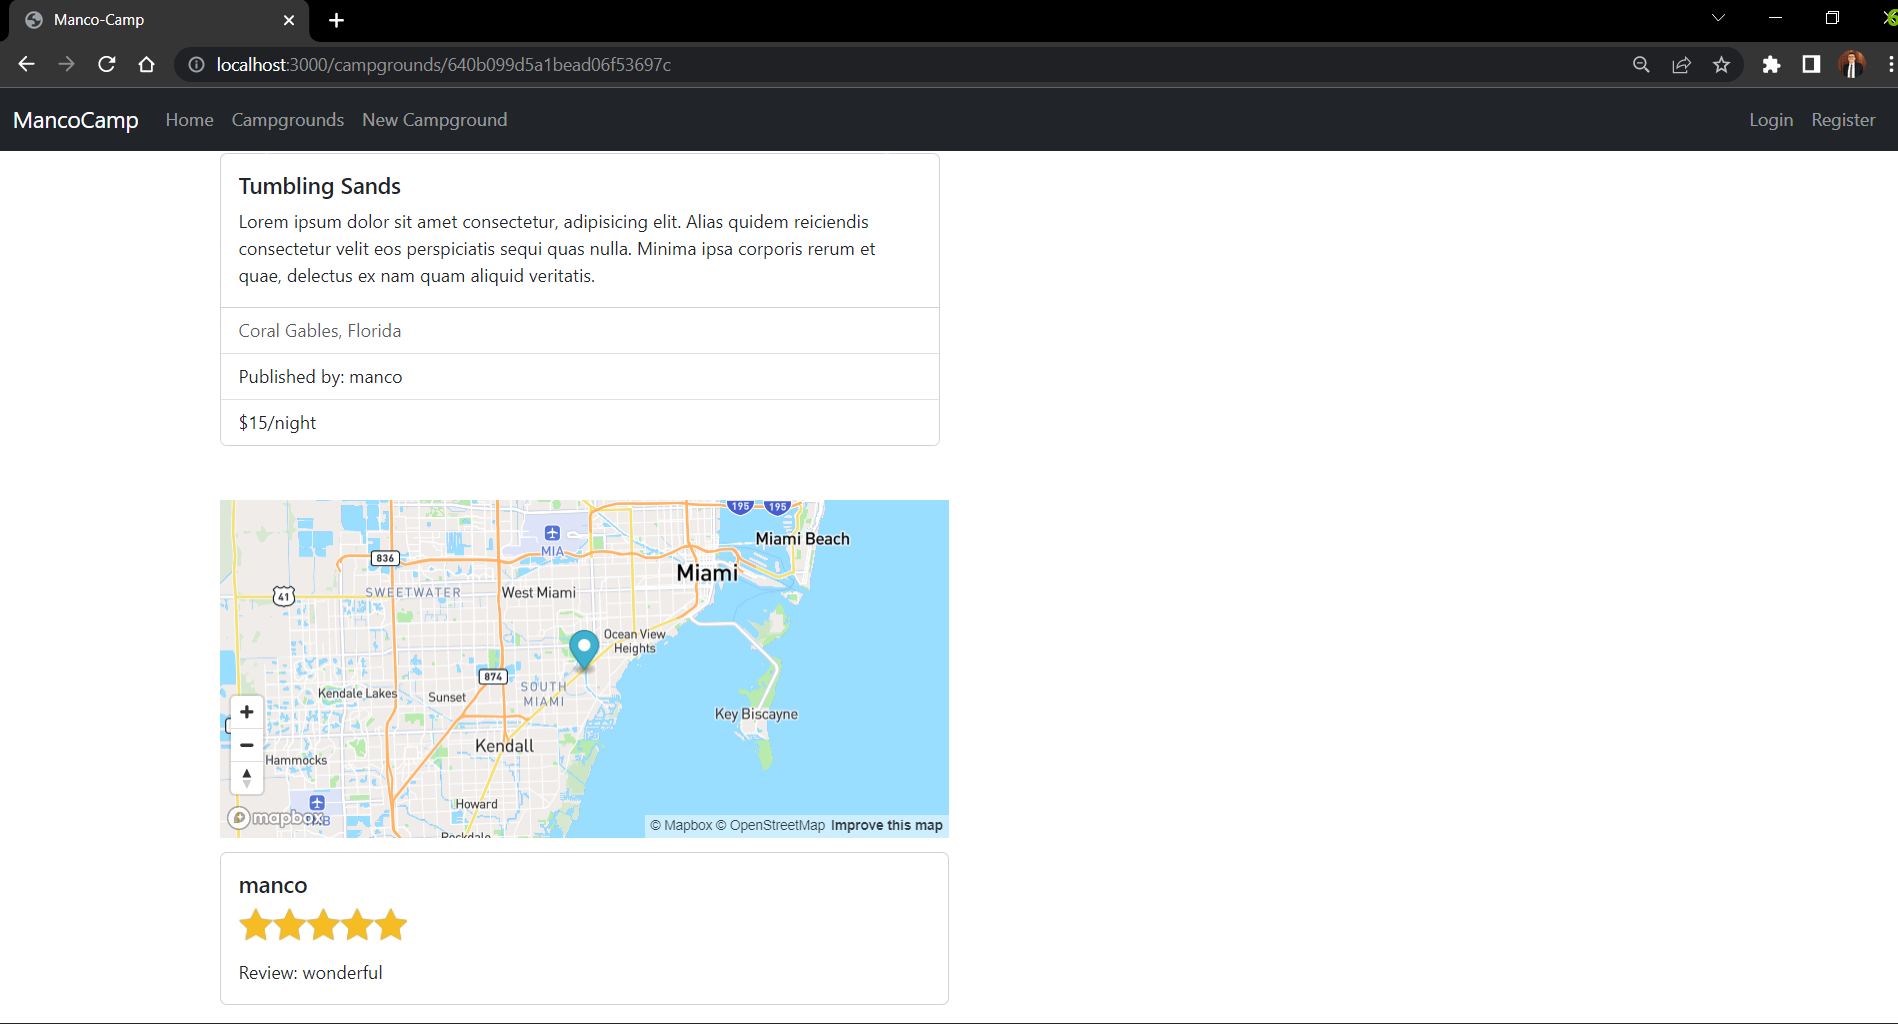 Manco-Camp
localhost:3000/campgrounds/640b099d5a1bead06f53697c
MancoCamp Home Campgrounds New Campground Login Register
Tumbling Sands
Lorem ipsum dolor sit amet consectetur, adipisicing elit. Alias quidem reiciendis
consectetur velit eos perspiciatis sequi quas nulla. Minima ipsa corporis rerum et
quae, delectus ex nam quam aliquid veritatis.
Coral Gables, Florida
Published by: manco
$15/night
195 195
Miami Beach
MIA
836
Miami
41
SWEETWATER
West Miami
Ocean View
Heights
874
SOUTH
MIAMI
Kendale Lakes
Sunset
Key Biscayne
Kendall
Hammocks
Howard
mapbox
© Mapbox © OpenStreetMap Improve this map
Rockdale
manco
Review: wonderful